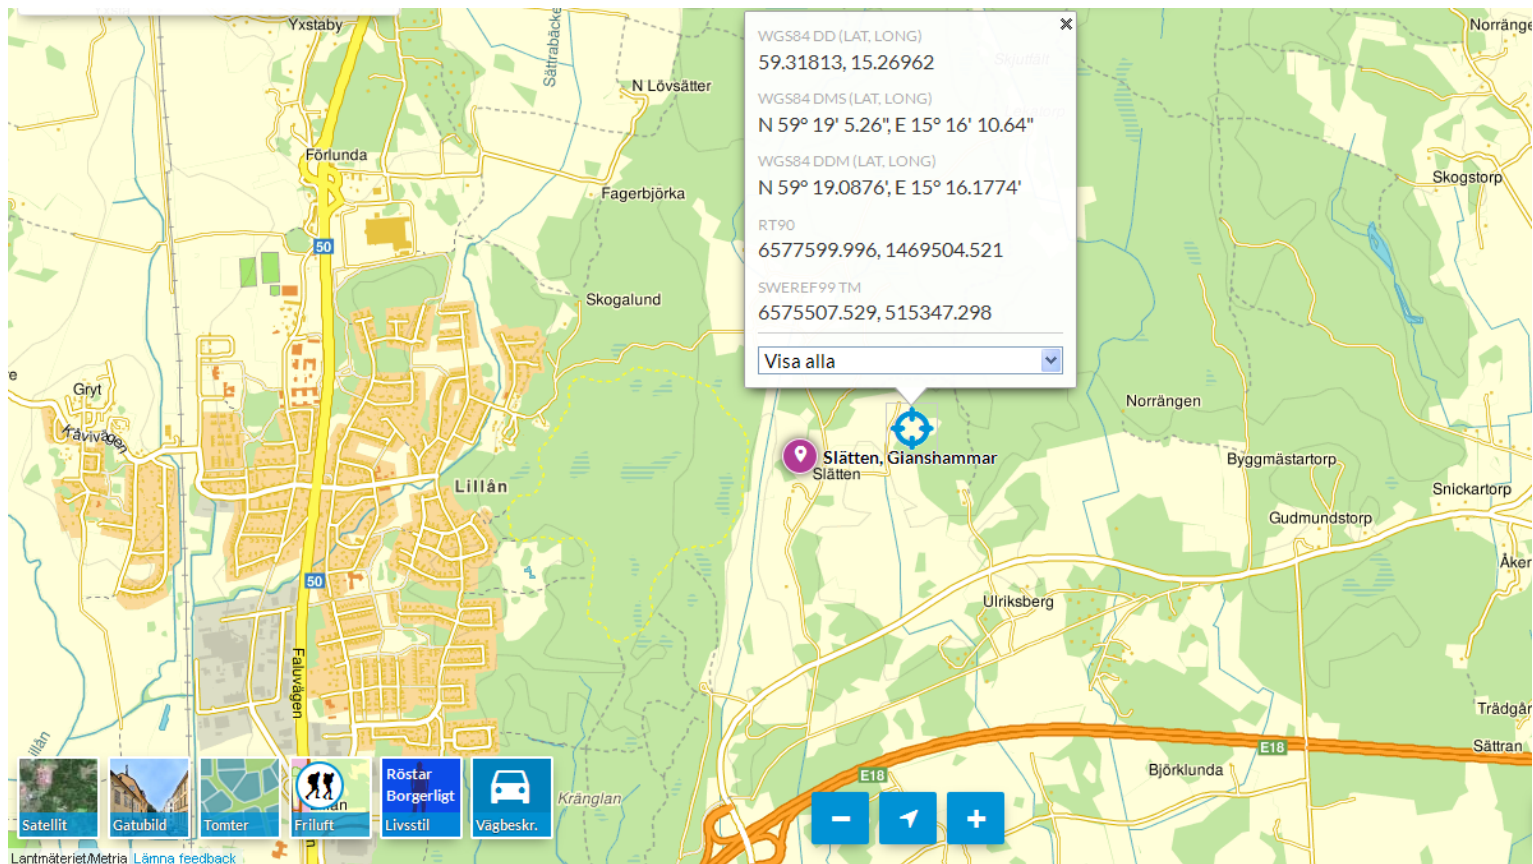 Yxstaby
Sättrabäcke
N Lövsätter
Förlunda
Fagerbjörka
50
Skogalund
Gryt
Kåvivägen
Lillån
50
Faluvägen
WGS84 DD (LAT, LONG)
59.31813, 15.26962
WGS84 DMS (LAT, LONG)
N 59° 19' 5.26", E 15° 16' 10.64"
WGS84 DDM (LAT, LONG)
N 59° 19.0876', E 15° 16.1774'
RT90
6577599.996, 1469504.521
SWEREF99 TM
6575507.529, 515347.298
Visa alla
Slätten, Glanshammar
Slätten
Norränge
Skogstorp
Norrängen
Byggmästartorp
Snickartorp
Gudmundstorp
Åker
Ulriksberg
Trädgår
Sättran
E18
Björklunda
E18
Kränglan
illån
Satellit
Gatubild
Tomter
Friluft
Röstar
Borgerligt
Livsstil
Vägbeskr.
Lantmäteriet/Metria Lämna feedback